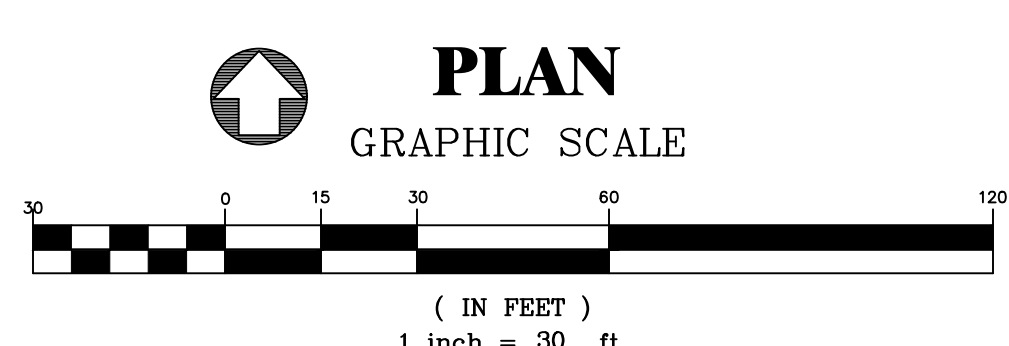 PLAN
GRAPHIC SCALE
30 0 15 30 60 120
( IN FEET )
1 inch = 30 ft